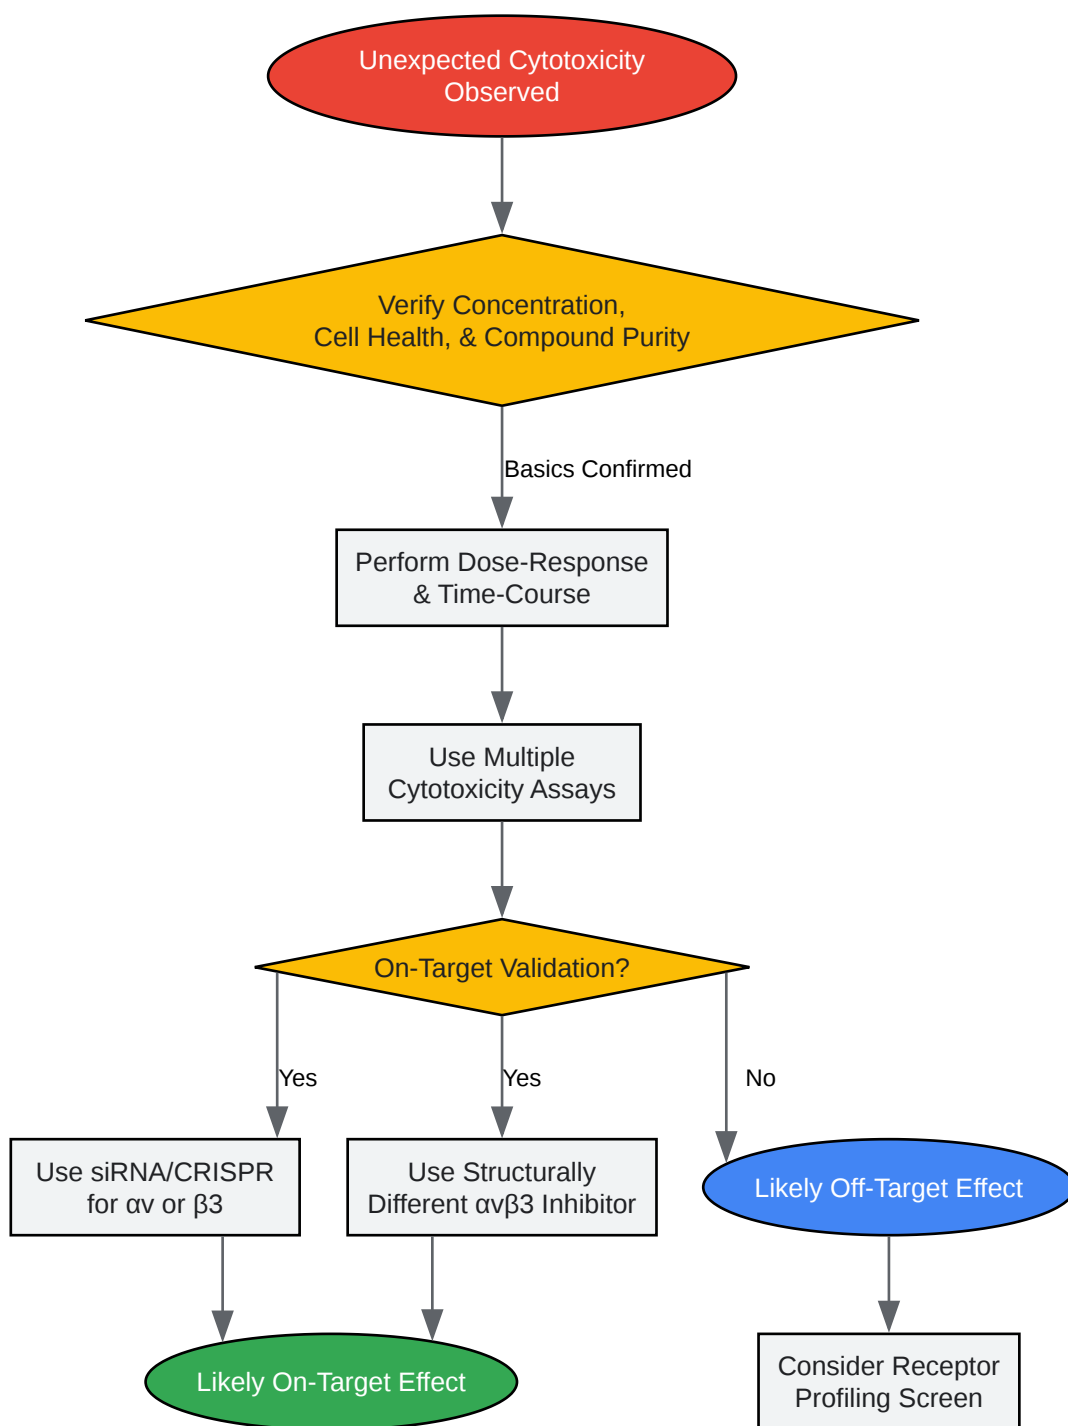 Unexpected Cytotoxicity
Observed
Verify Concentration,
Cell Health, & Compound Purity
Basics Confirmed
Perform Dose-Response
& Time-Course
Use Multiple
Cytotoxicity Assays
On-Target Validation?
Yes
Yes
No
Use siRNA/CRISPR
for αv or β3
Use Structurally
Different αvβ3 Inhibitor
Likely Off-Target Effect
Likely On-Target Effect
Consider Receptor
Profiling Screen